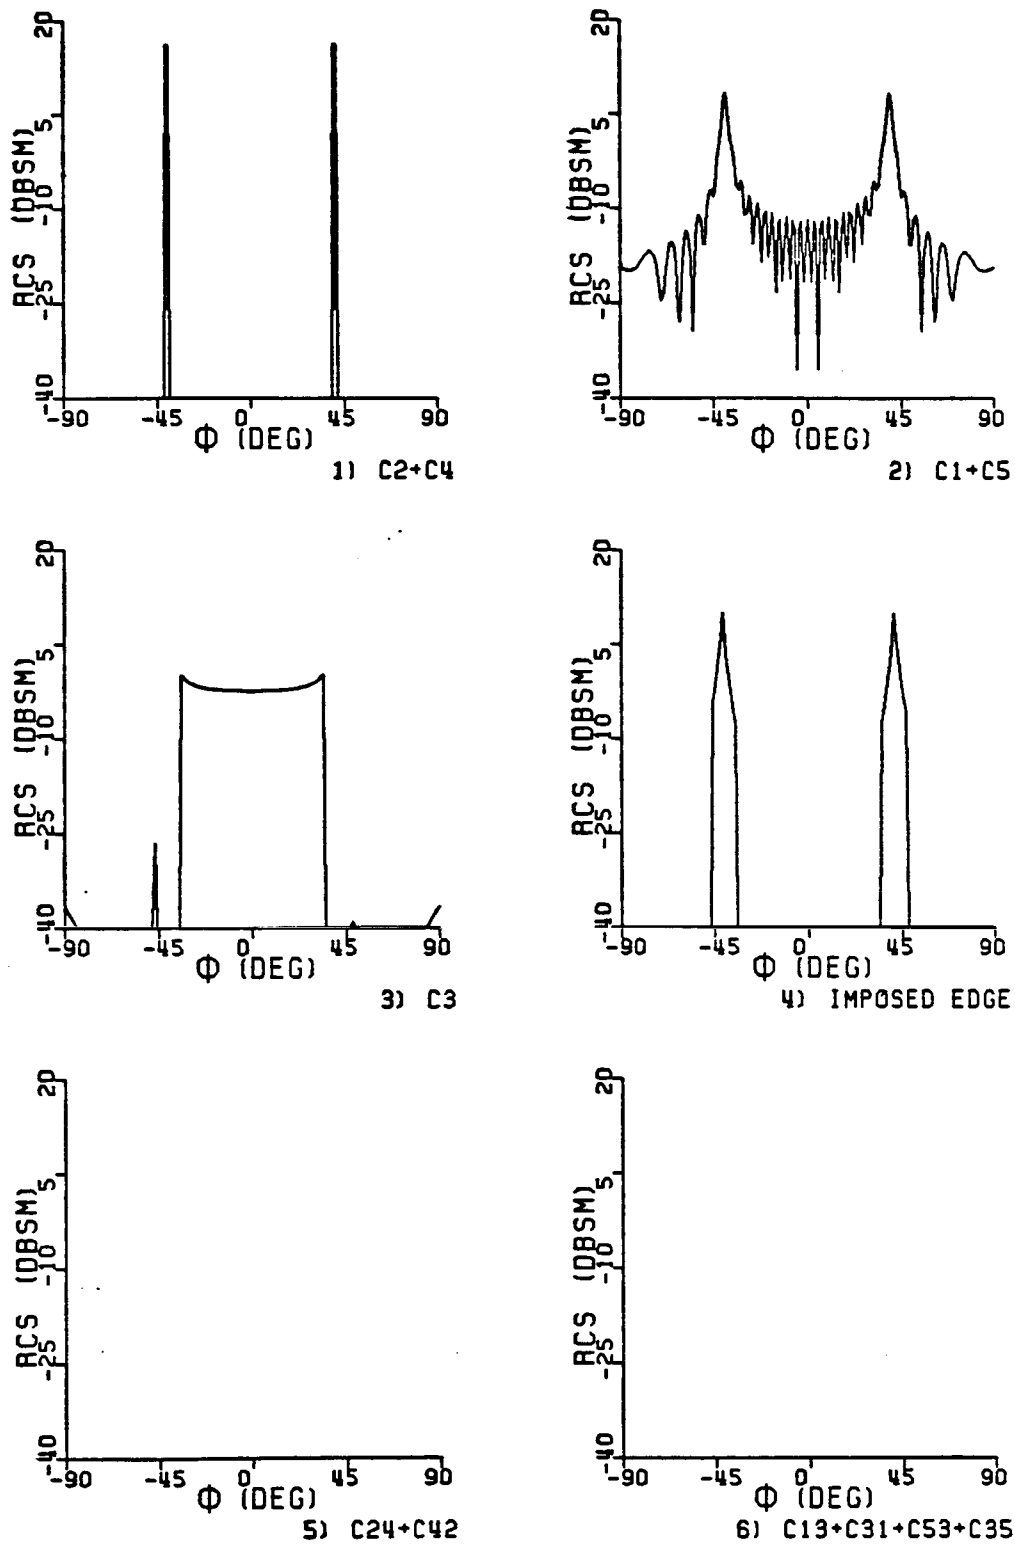 20
5
-10
-25
-40
RCS (DBSM)
-90 -45 0 45 90
Φ (DEG)
1) C2+C4
20
5
-10
-25
-40
RCS (DBSM)
-90 -45 0 45 90
Φ (DEG)
2) C1+C5
20
5
-10
-25
-40
RCS (DBSM)
-90 -45 0 45 90
Φ (DEG)
3) C3
20
5
-10
-25
-40
RCS (DBSM)
-90 -45 0 45 90
Φ (DEG)
4) IMPOSED EDGE
20
5
-10
-25
-40
RCS (DBSM)
-90 -45 0 45 90
Φ (DEG)
5) C24+C42
20
5
-10
-25
-40
RCS (DBSM)
-90 -45 0 45 90
Φ (DEG)
6) C13+C31+C53+C35